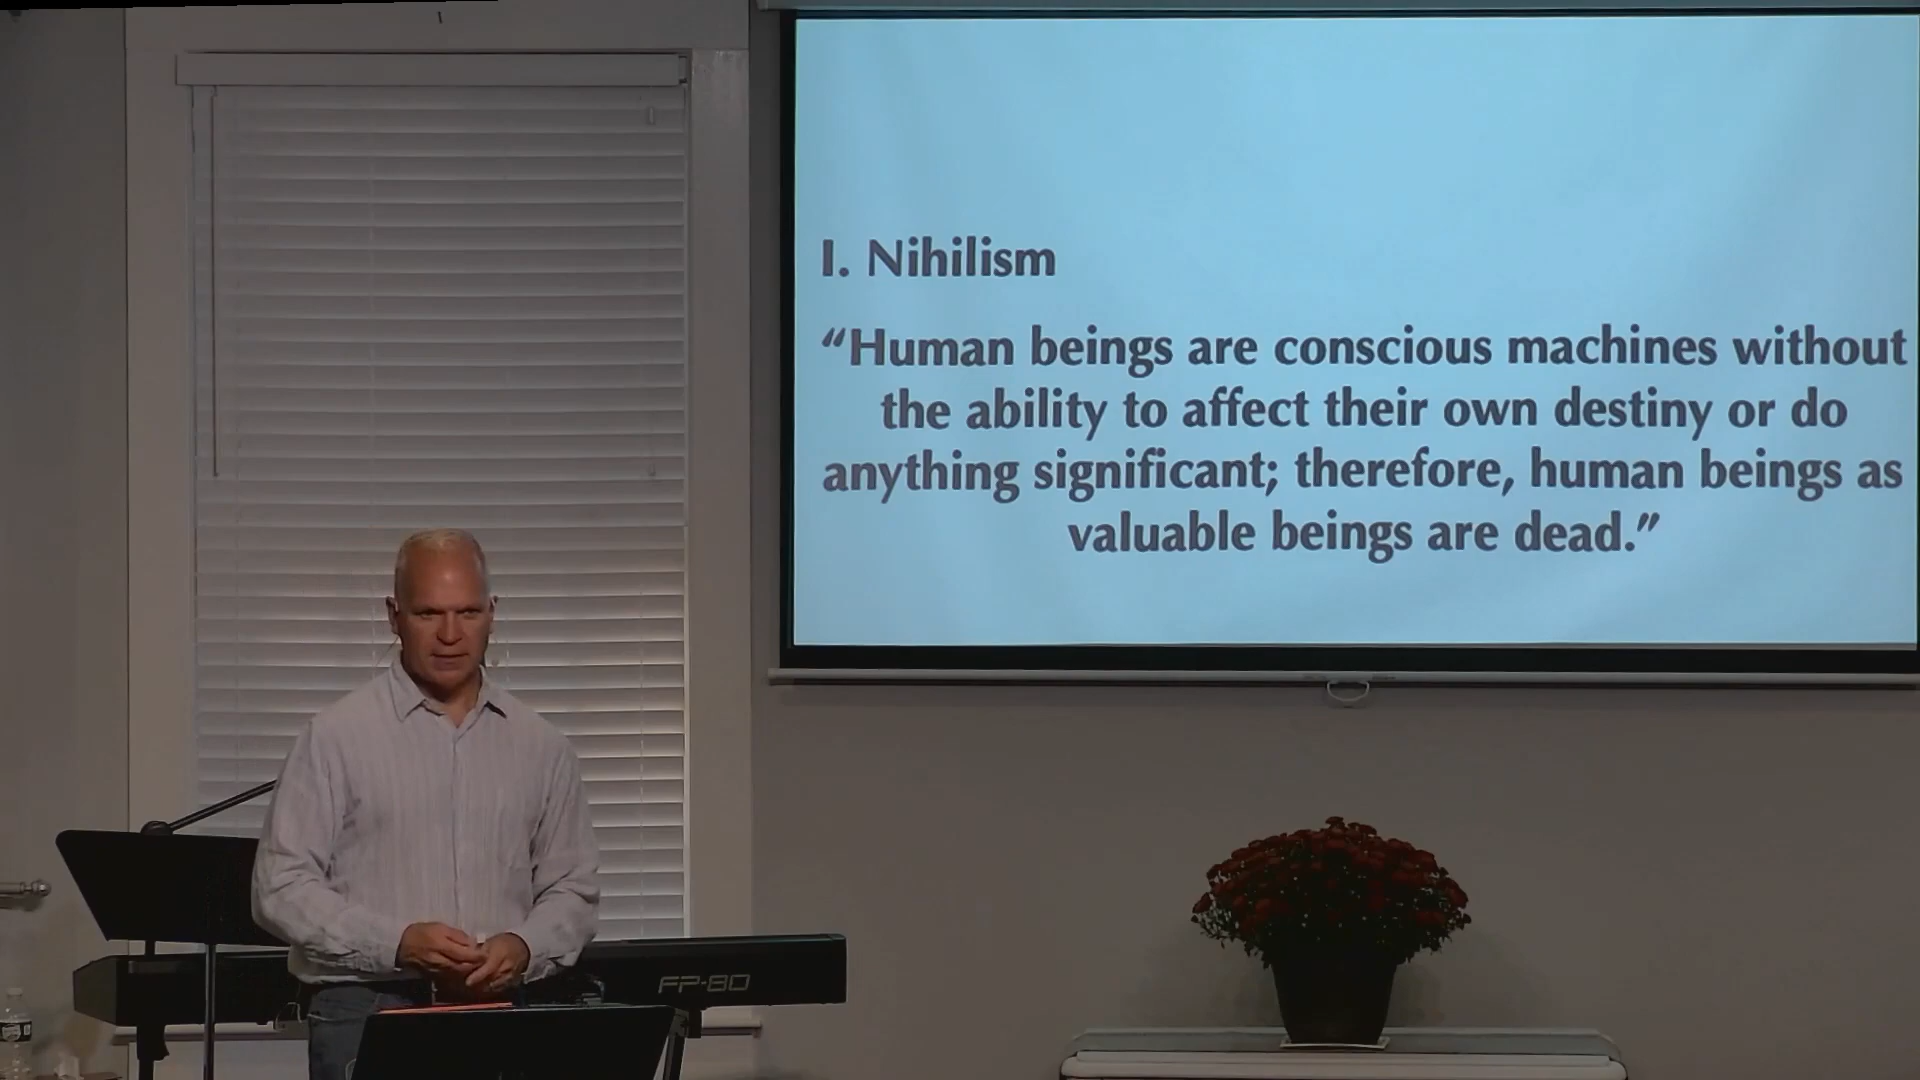 I. Nihilism
“Human beings are conscious machines without
the ability to affect their own destiny or do
anything significant; therefore, human beings as
valuable beings are dead.”
FP-80